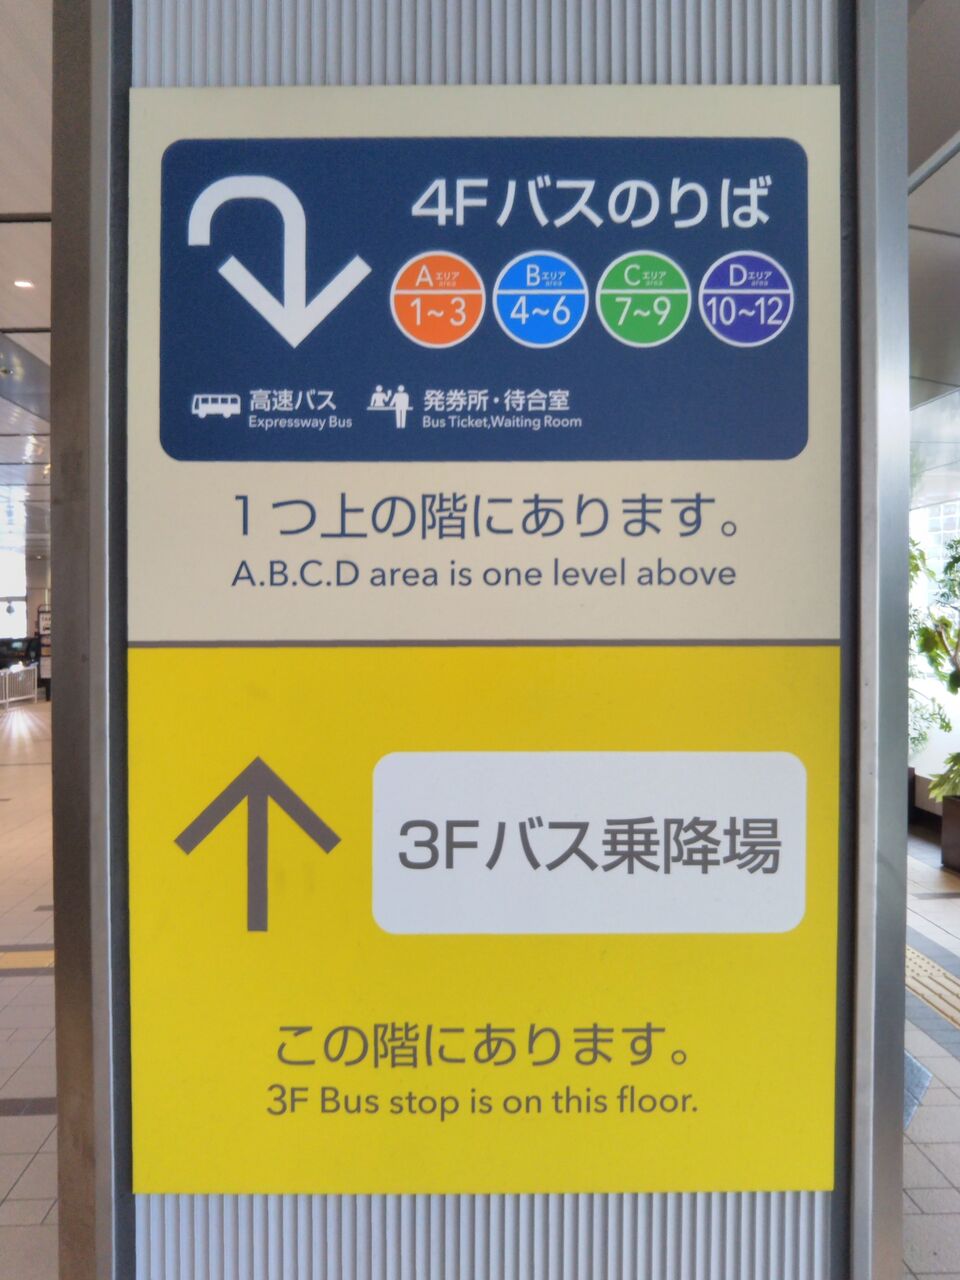 4Fバスのりば
Aエリア area 1~3
Bエリア area 4~6
Cエリア area 7~9
Dエリア area 10~12
高速バス
Expressway Bus
発券所・待合室
Bus Ticket,Waiting Room
1つ上の階にあります。
A.B.C.D area is one level above
3Fバス乗降場
この階にあります。
3F Bus stop is on this floor.